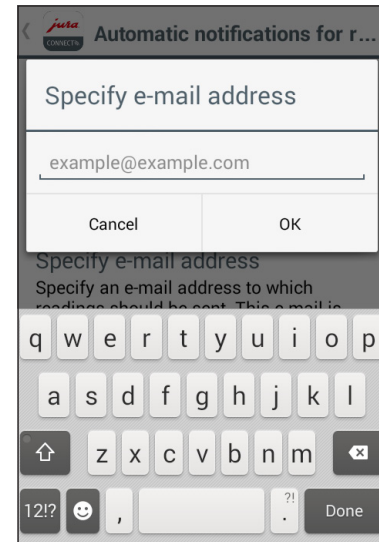 jura
CONNECT
Automatic notifications for r...
Specify e-mail address
example@example.com
Cancel
OK
Specify e-mail address
Specify an e-mail address to which
readings should be sent. This e-mail is
q w e r t y u i o p
a s d f g h j k l
z x c v b n m
12!? , ?! . Done